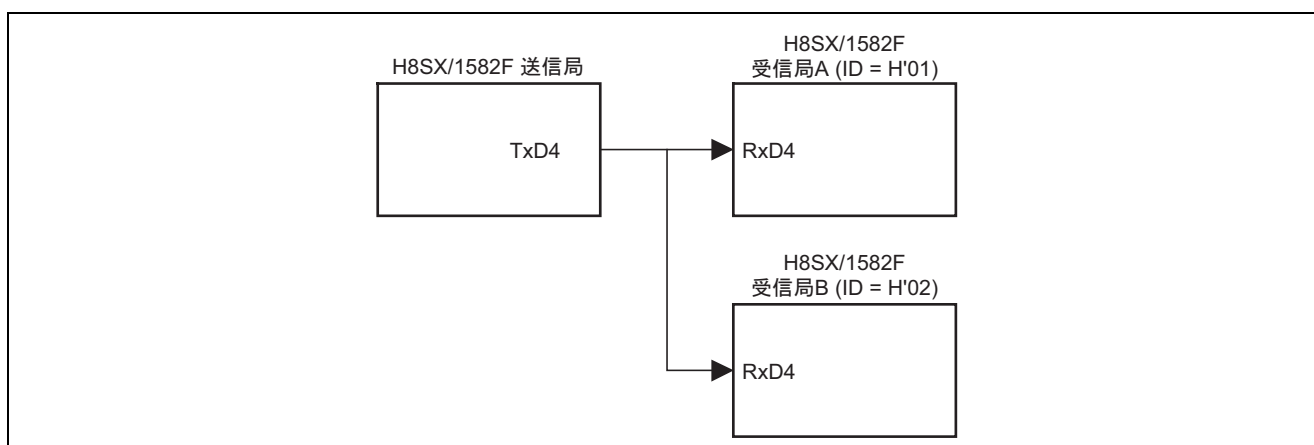 H8SX/1582F 送信局
TxD4
H8SX/1582F
受信局A (ID = H'01)
RxD4
H8SX/1582F
受信局B (ID = H'02)
RxD4